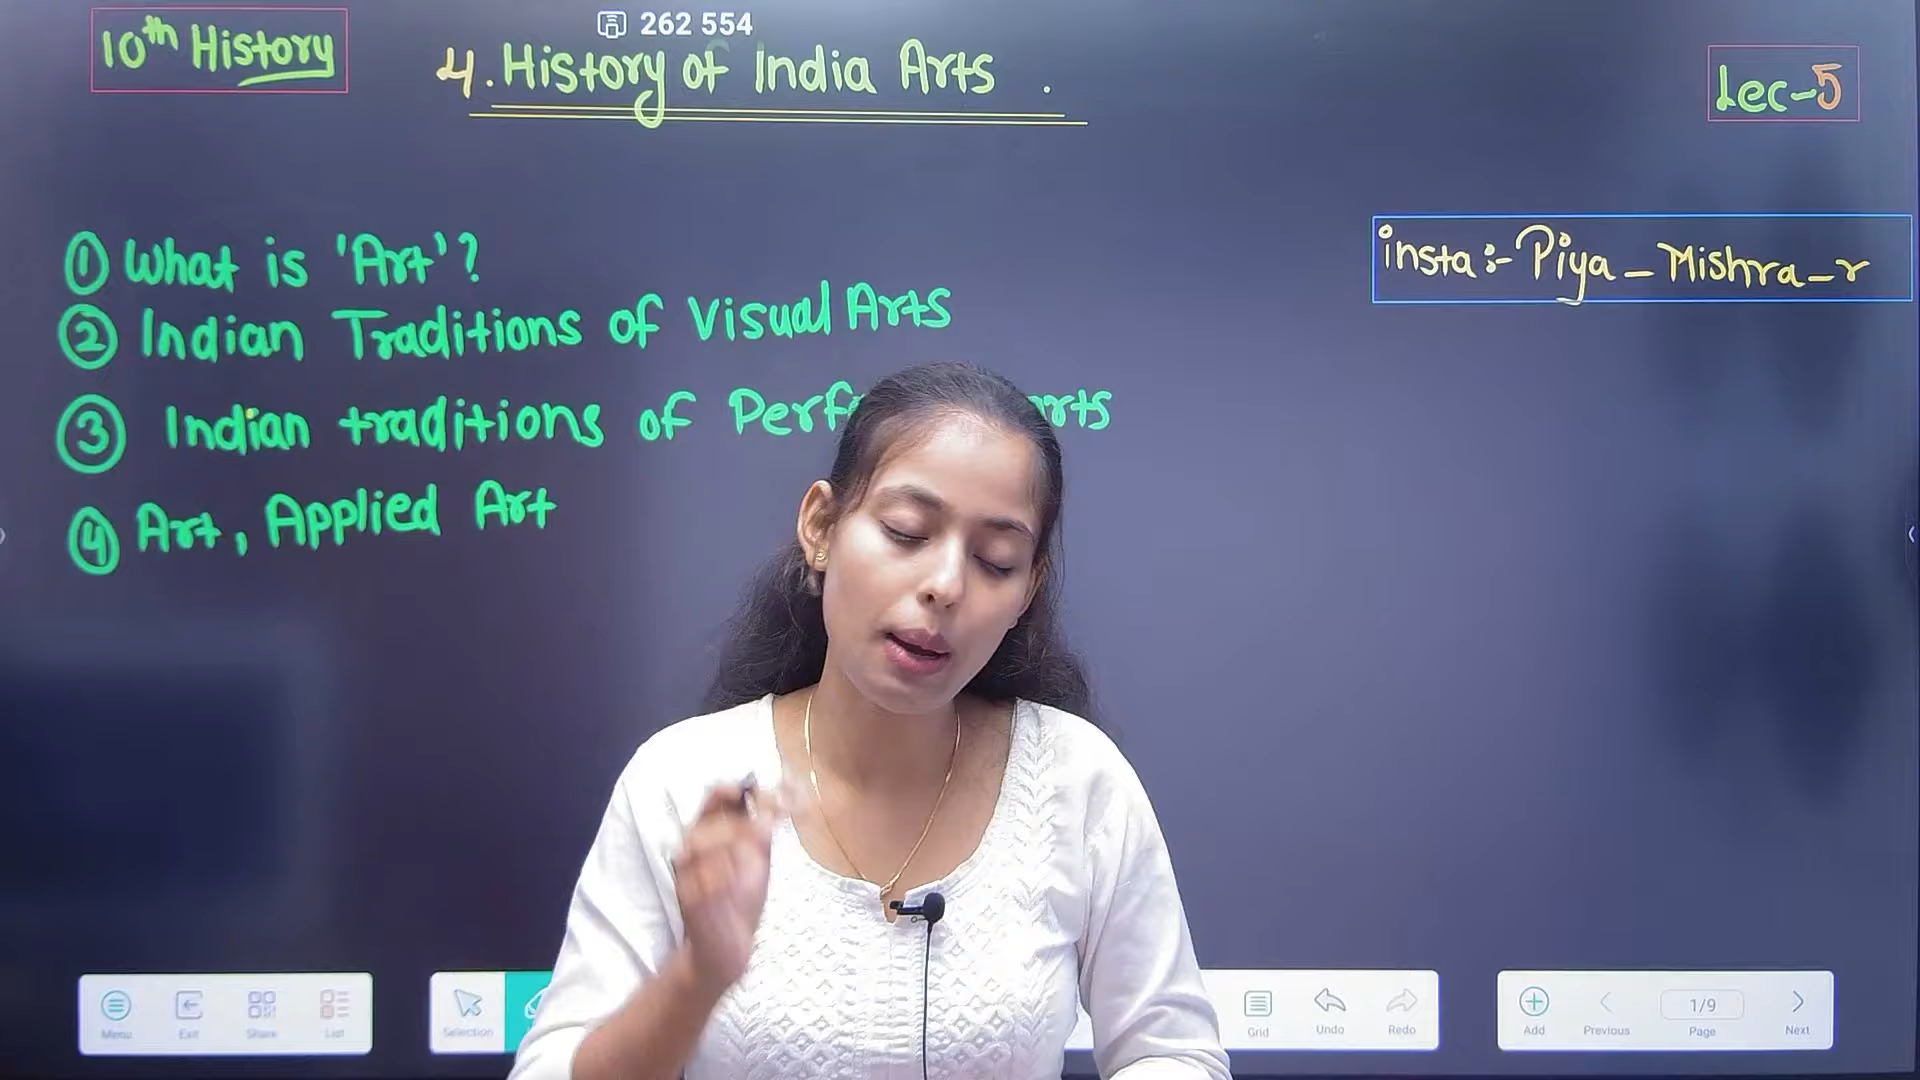 262 554
10th History
4. History of India Arts .
Lec-5
insta:- Piya_Mishra_r
① What is 'Art'?
② Indian Traditions of Visual Arts
③ Indian traditions of Perf arts
④ Art, Applied Art
Menu Exit Share List Selection Grid Undo Redo Add Previous 1/9 Page Next